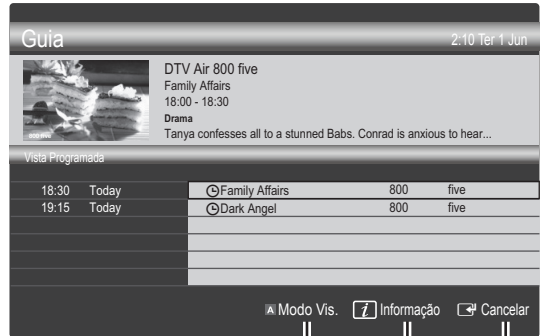 Guia 2:10 Ter 1 Jun
DTV Air 800 five
Family Affairs
18:00 - 18:30
Drama
Tanya confesses all to a stunned Babs. Conrad is anxious to hear...
800 five
Vista Programada
18:30 Today Family Affairs 800 five
19:15 Today Dark Angel 800 five
A Modo Vis. i Informação Cancelar